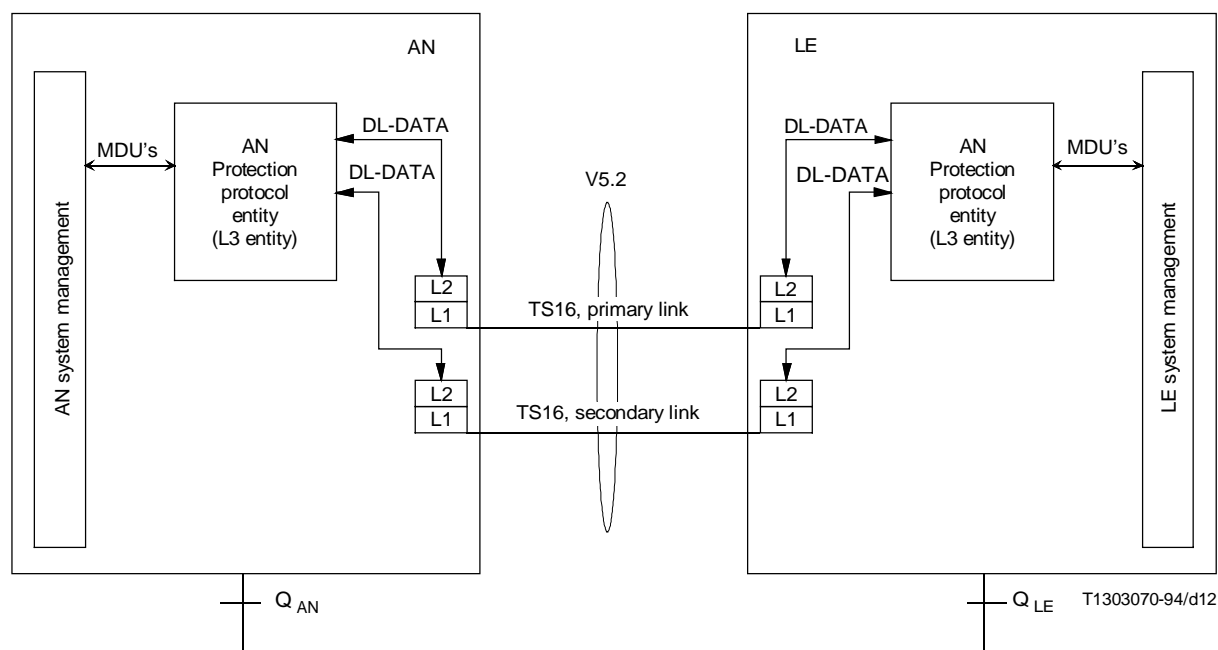 AN
LE
AN system management
MDU's
AN
Protection
protocol
entity
(L3 entity)
DL-DATA
DL-DATA
L2
L1
L2
L1
V5.2
TS16, primary link
TS16, secondary link
DL-DATA
DL-DATA
L2
L1
L2
L1
AN
Protection
protocol
entity
(L3 entity)
MDU's
LE system management
Q AN
Q LE
T1303070-94/d12